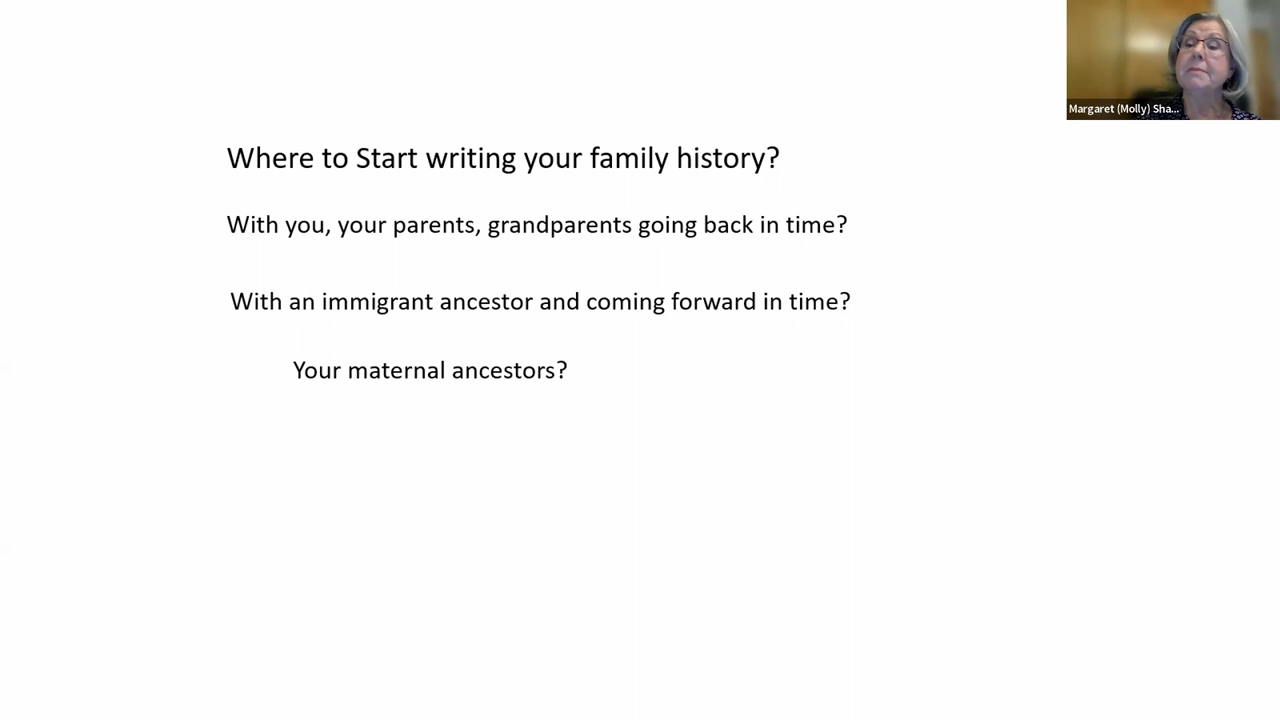 Margaret (Molly) Sha...
Where to Start writing your family history?
With you, your parents, grandparents going back in time?
With an immigrant ancestor and coming forward in time?
Your maternal ancestors?